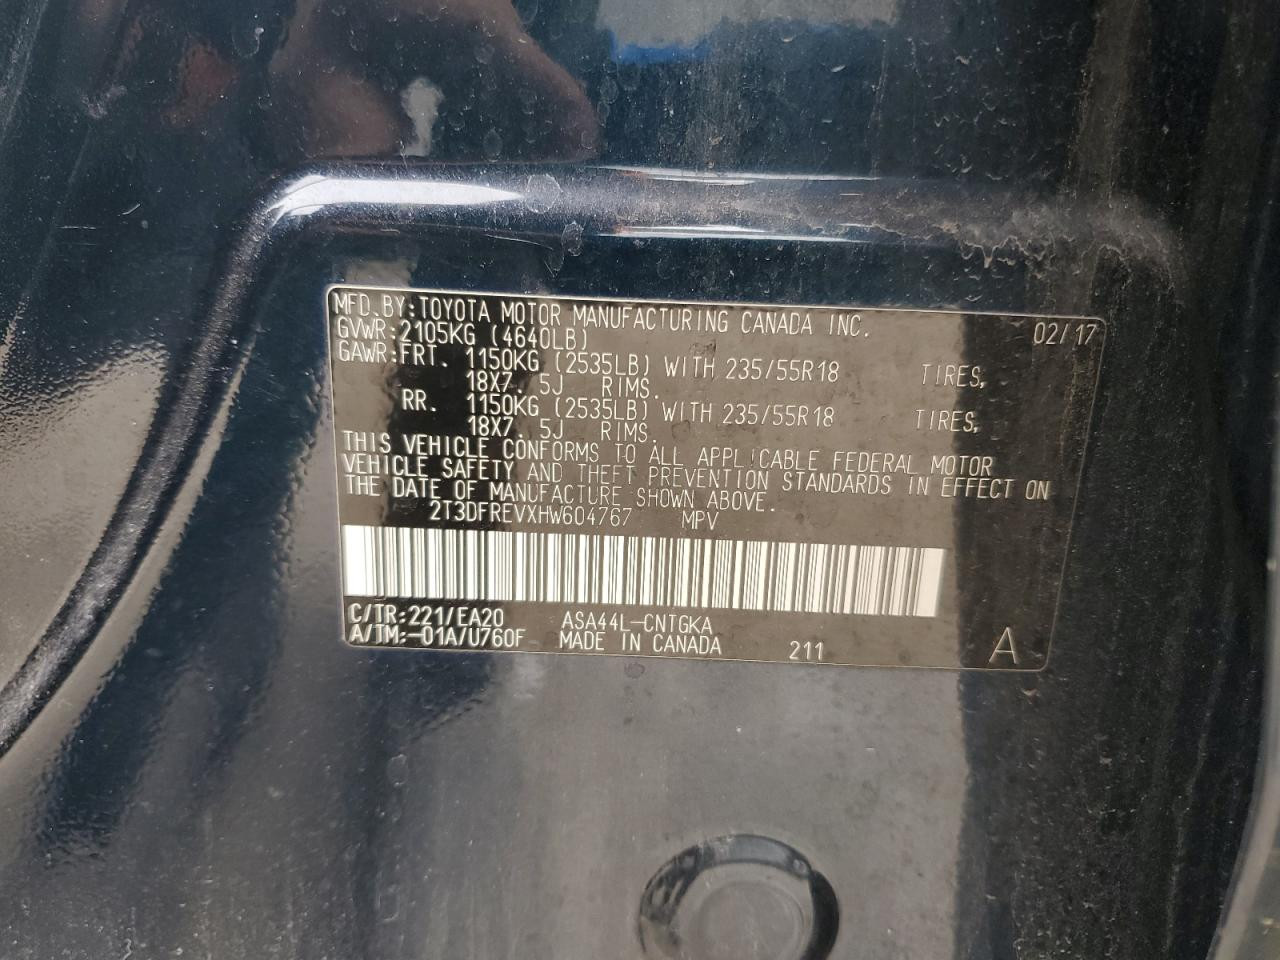 MFD.BY:TOYOTA MOTOR MANUFACTURING CANADA INC. 02/17
GVWR:2105KG (4640LB)
GAWR:FRT. 1150KG (2535LB) WITH 235/55R18 TIRES,
18X7. 5J RIMS.
RR. 1150KG (2535LB) WITH 235/55R18 TIRES,
18X7. 5J RIMS.
THIS VEHICLE CONFORMS TO ALL APPLICABLE FEDERAL MOTOR
VEHICLE SAFETY AND THEFT PREVENTION STANDARDS IN EFFECT ON
THE DATE OF MANUFACTURE SHOWN ABOVE.
2T3DFREVXHW604767 MPV
C/TR:221/EA20 ASA44L-CNTGKA
A/TM:-01A/U760F MADE IN CANADA 211 A